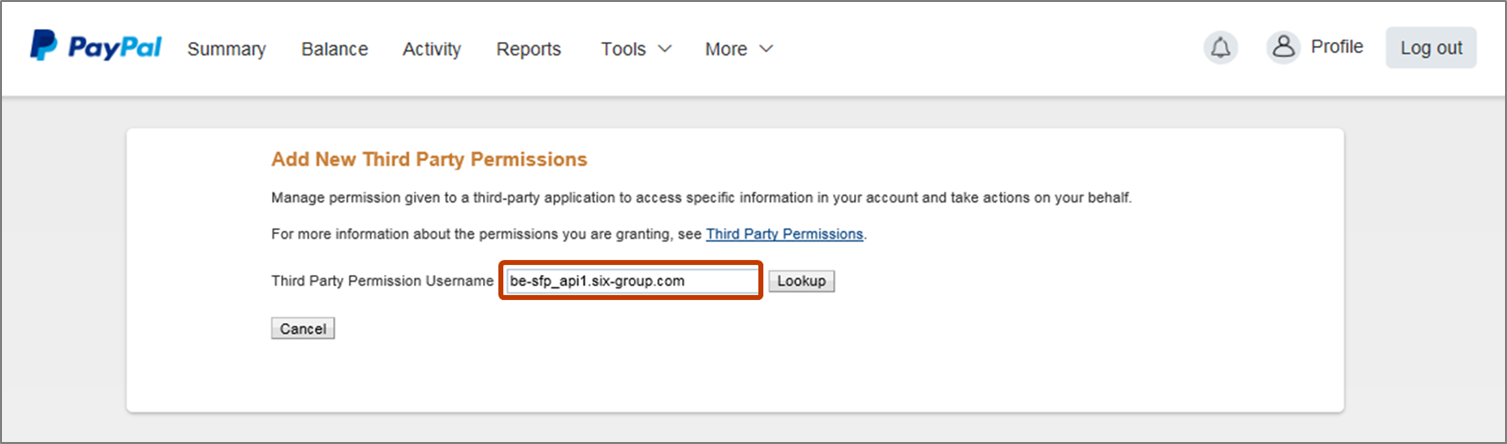 PayPal Summary Balance Activity Reports Tools More Profile Log out
Add New Third Party Permissions
Manage permission given to a third-party application to access specific information in your account and take actions on your behalf.
For more information about the permissions you are granting, see Third Party Permissions.
Third Party Permission Username be-sfp_api1.six-group.com Lookup
Cancel